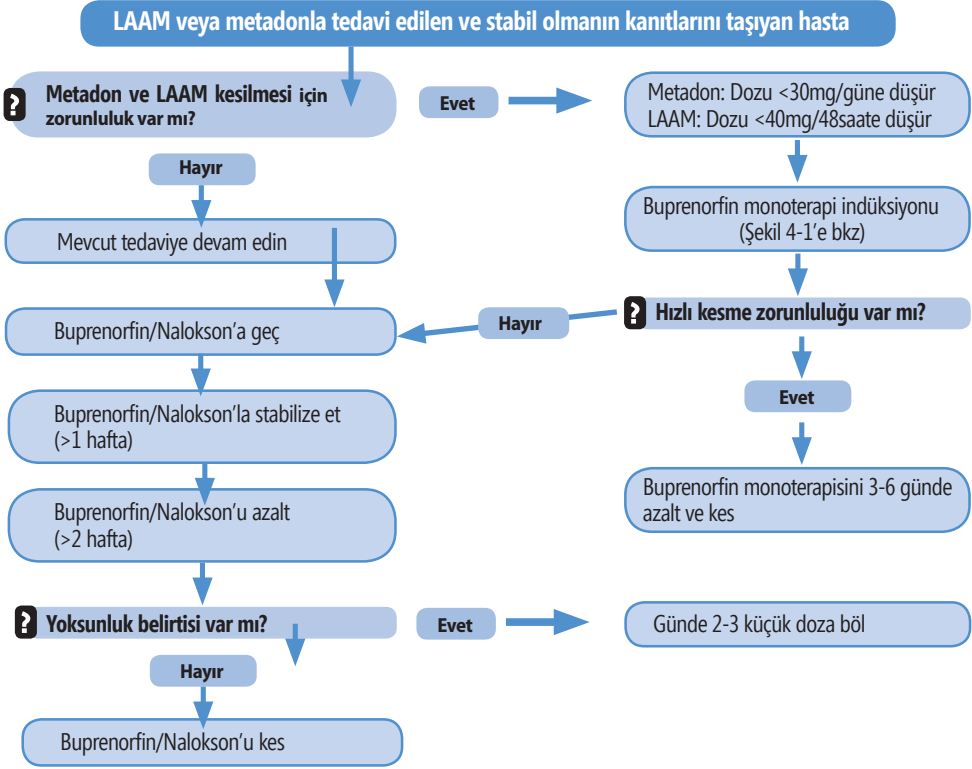 LAAM veya metadonla tedavi edilen ve stabil olmanın kanıtlarını taşıyan hasta
?
Metadon ve LAAM kesilmesi için
zorunluluk var mı?
Evet
Metadon: Dozu <30mg/güne düşür
LAAM: Dozu <40mg/48saate düşür
Hayır
Mevcut tedaviye devam edin
Buprenorfin monoterapi indüksiyonu
(Şekil 4-1'e bkz)
? Hızlı kesme zorunluluğu var mı?
Hayır
Buprenorfin/Nalokson'a geç
Evet
Buprenorfin/Nalokson'la stabilize et
(>1 hafta)
Buprenorfin monoterapisini 3-6 günde
azalt ve kes
Buprenorfin/Nalokson'u azalt
(>2 hafta)
? Yoksunluk belirtisi var mı?
Evet
Günde 2-3 küçük doza böl
Hayır
Buprenorfin/Nalokson'u kes